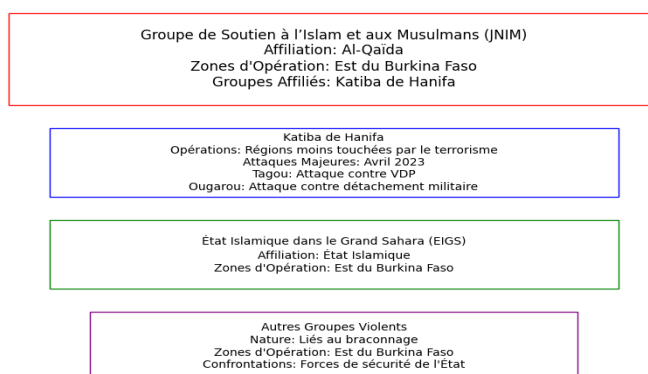 Groupe de Soutien à l’Islam et aux Musulmans (JNIM)
Affiliation: Al-Qaïda
Zones d'Opération: Est du Burkina Faso
Groupes Affiliés: Katiba de Hanifa
Katiba de Hanifa
Opérations: Régions moins touchées par le terrorisme
Attaques Majeures: Avril 2023
Tagou: Attaque contre VDP
Ougarou: Attaque contre détachement militaire
État Islamique dans le Grand Sahara (EIGS)
Affiliation: État Islamique
Zones d'Opération: Est du Burkina Faso
Autres Groupes Violents
Nature: Liés au braconnage
Zones d'Opération: Est du Burkina Faso
Confrontations: Forces de sécurité de l'État